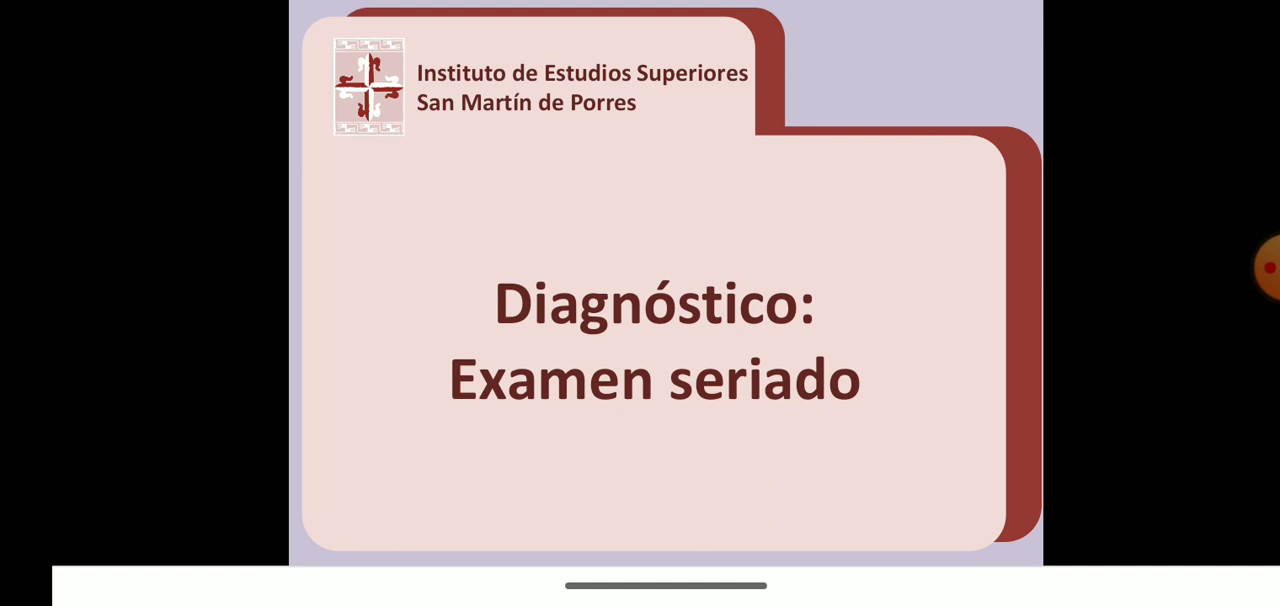 Instituto de Estudios Superiores
San Martín de Porres
Diagnóstico:
Examen seriado